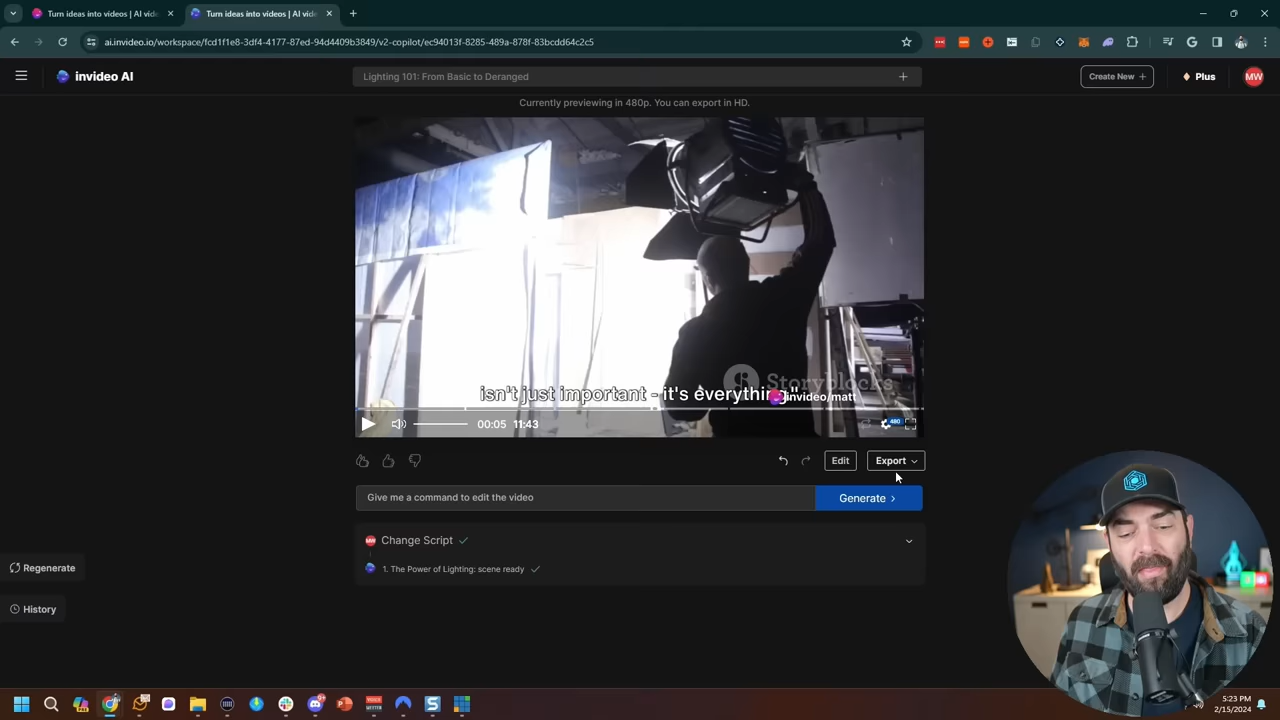 Turn ideas into videos | AI vide
Turn ideas into videos | AI vide
ai.invideo.io/workspace/fcd1f1e8-3df4-4177-87ed-94d4409b3849/v2-copilot/ec94013f-8285-489a-878f-83bcdd64c2c5
invideo AI
Lighting 101: From Basic to Deranged
Create New
Plus
MW
Currently previewing in 480p. You can export in HD.
Storyblocks
isn't just important - it's everything."
invideo/matt
00:05 11:43
480
Edit
Export
Give me a command to edit the video
Generate
MW Change Script
1. The Power of Lighting: scene ready
Regenerate
History
5:23 PM
2/15/2024